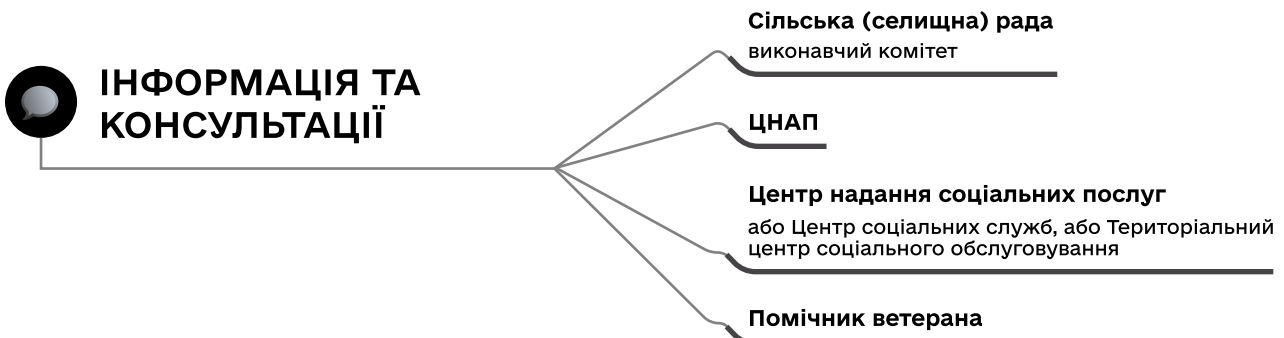 ІНФОРМАЦІЯ ТА
КОНСУЛЬТАЦІЇ
Сільська (селищна) рада
виконавчий комітет
ЦНАП
Центр надання соціальних послуг
або Центр соціальних служб, або Територіальний
центр соціального обслуговування
Помічник ветерана